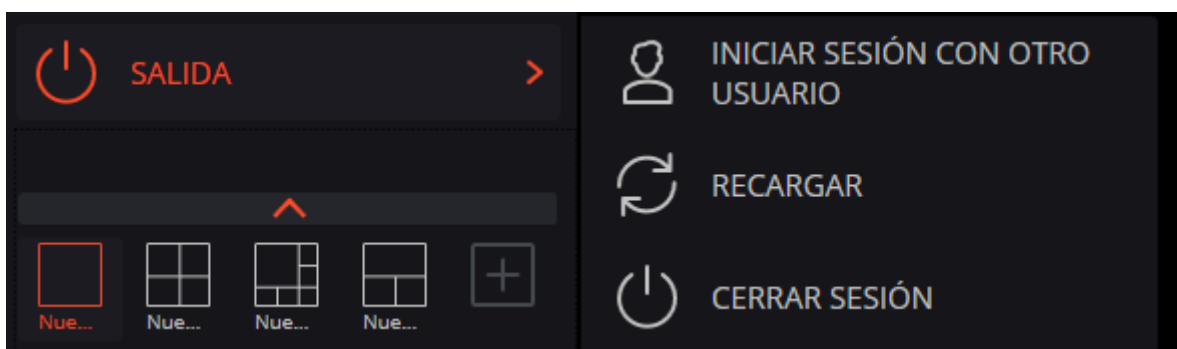 SALIDA
Nue...
Nue...
Nue...
Nue...
INICIAR SESIÓN CON OTRO
USUARIO
RECARGAR
CERRAR SESIÓN